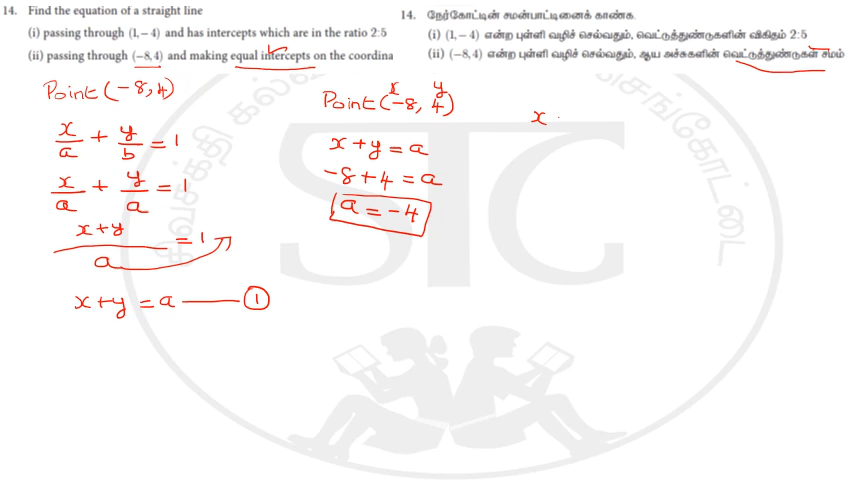 14. Find the equation of a straight line
(i) passing through (1,−4) and has intercepts which are in the ratio 2:5
(ii) passing through (−8,4) and making equal intercepts on the coordina
14. நேர்கோட்டின் சமன்பாட்டினைக் காண்க.
(i) (1,−4) என்ற புள்ளி வழிச் செல்வதும், வெட்டுத்துண்டுகளின் விகிதம் 2:5
(ii) (−8,4) என்ற புள்ளி வழிச் செல்வதும், ஆய அச்சுகளின் வெட்டுத்துண்டுகள் சமம்
Point (−8,4)
x/a + y/b = 1
x/a + y/a = 1
x+y/a = 1
x+y = a —— ①
x y
Point (−8, 4)
x+y = a
−8+4 = a
a = −4
x
சிவசக்தி
STC
செங்கோட்டை